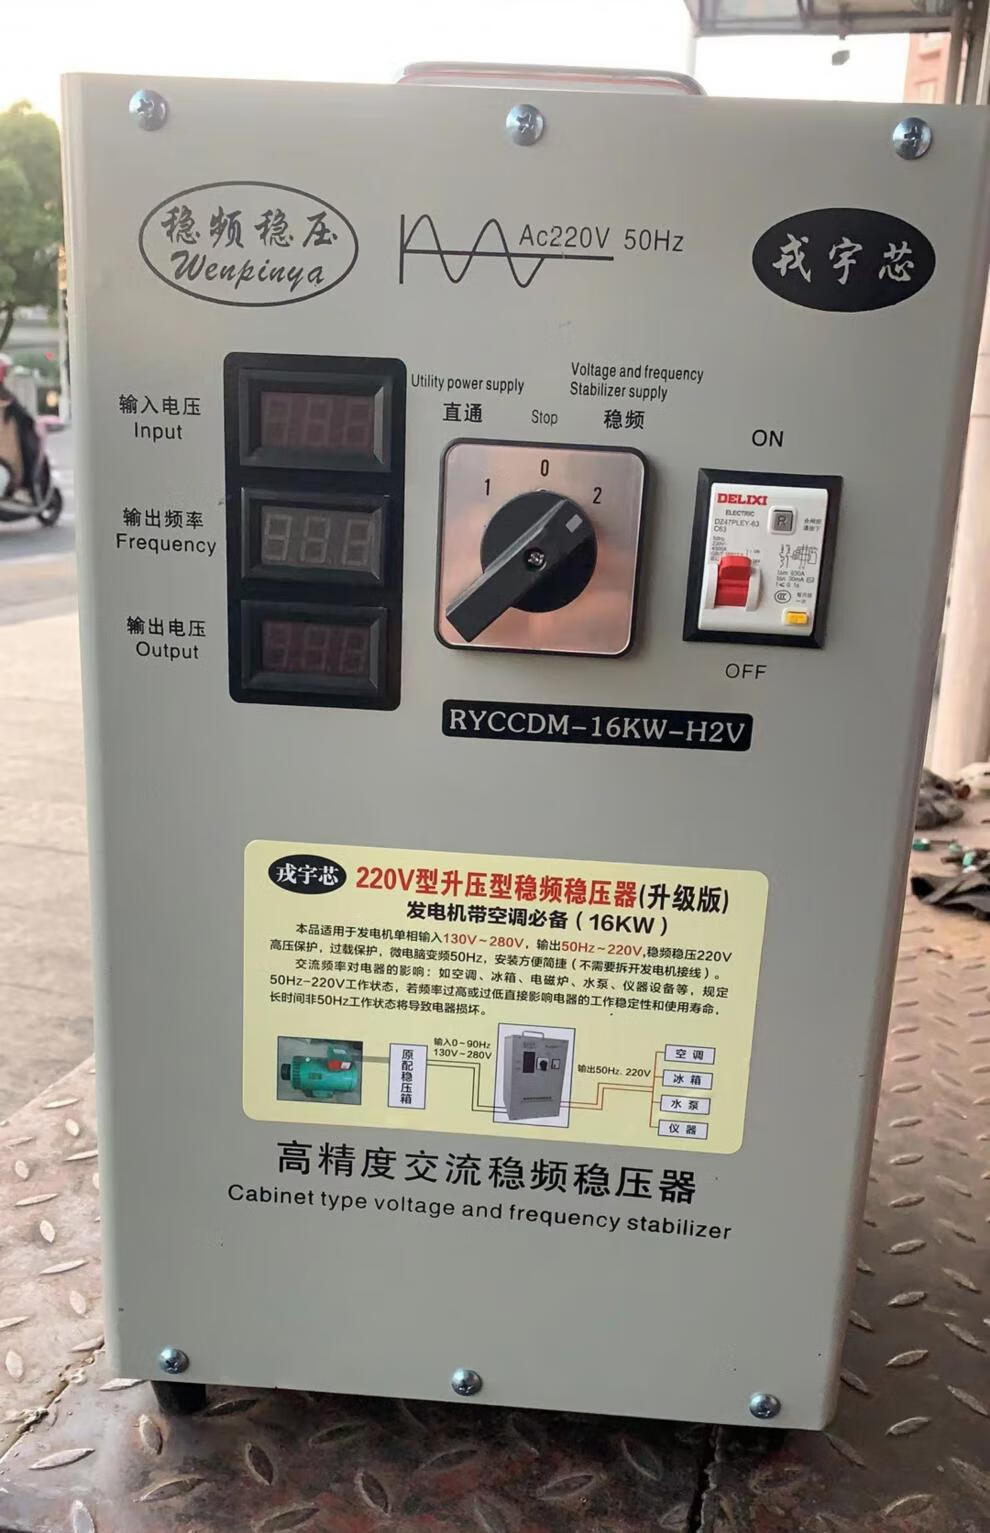 稳频稳压
Wenpinya
Ac220V 50Hz
戎宇芯
输入电压
Input
输出频率
Frequency
输出电压
Output
Utility power supply
直通
Stop
Voltage and frequency
Stabilizer supply
稳频
0
1
2
ON
DELIXI
ELECTRIC
DZ47PLEY-63
C63
R
OFF
RYCCDM-16KW-H2V
戎宇芯
220V型升压型稳频稳压器(升级版)
发电机带空调必备（16KW）
本品适用于发电机单相输入130V~280V，输出50Hz~220V,稳频稳压220V
高压保护，过载保护，微电脑变频50Hz，安装方便简捷（不需要拆开发电机接线）。
交流频率对电器的影响：如空调、冰箱、电磁炉、水泵、仪器设备等，规定
50Hz-220V工作状态，若频率过高或过低直接影响电器的工作稳定性和使用寿命，
长时间非50Hz工作状态将导致电器损坏。
原配稳压箱
输入0~90Hz
130V~280V
输出50Hz. 220V
空调
冰箱
水泵
仪器
高精度交流稳频稳压器
Cabinet type voltage and frequency stabilizer